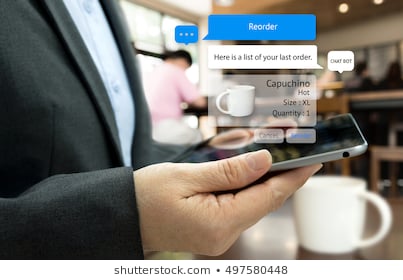 Reorder
Here is a list of your last order.
CHAT BOT
Capuchino
Hot
Size : XL
Quantity : 1
Cancel
shutterstock.com • 497580448